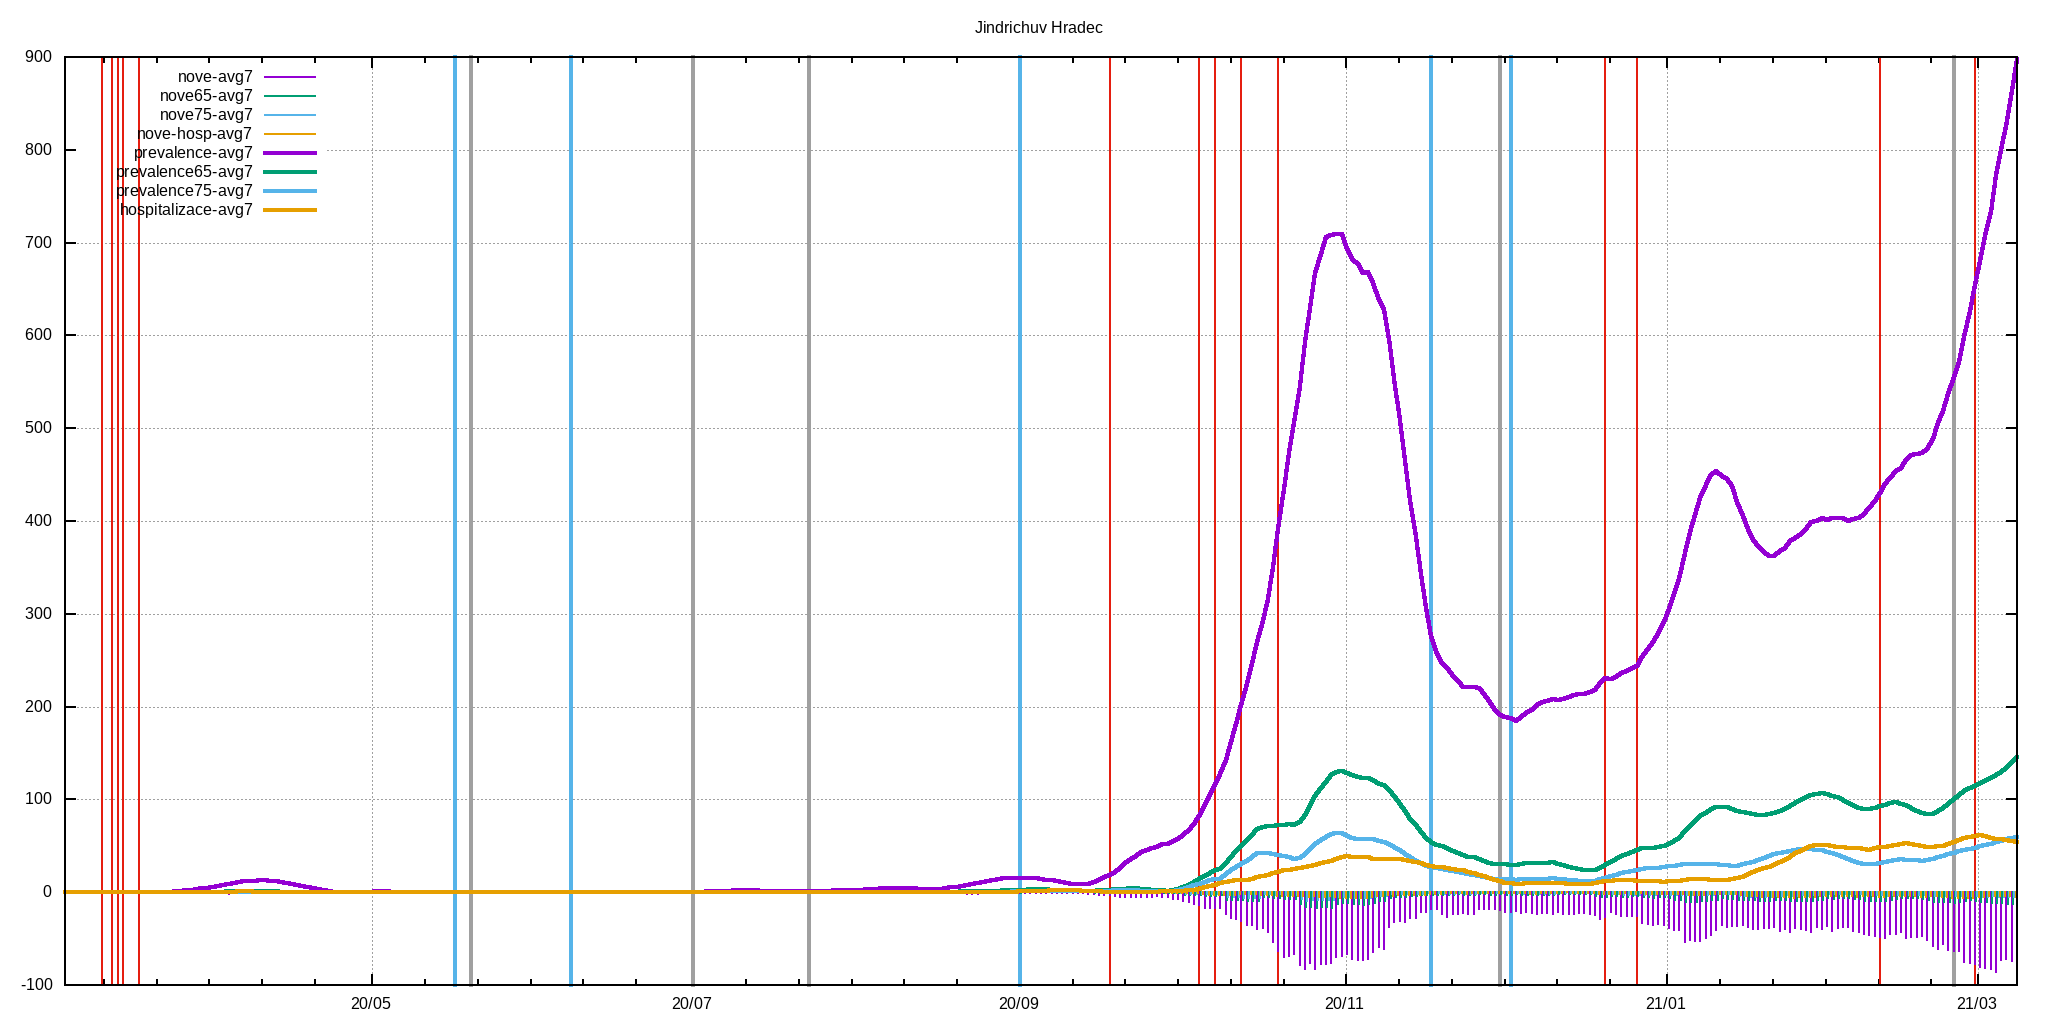 Jindrichuv Hradec
900
800
700
600
500
400
300
200
100
0
-100
nove-avg7
nove65-avg7
nove75-avg7
nove-hosp-avg7
prevalence-avg7
prevalence65-avg7
prevalence75-avg7
hospitalizace-avg7
20/05
20/07
20/09
20/11
21/01
21/03